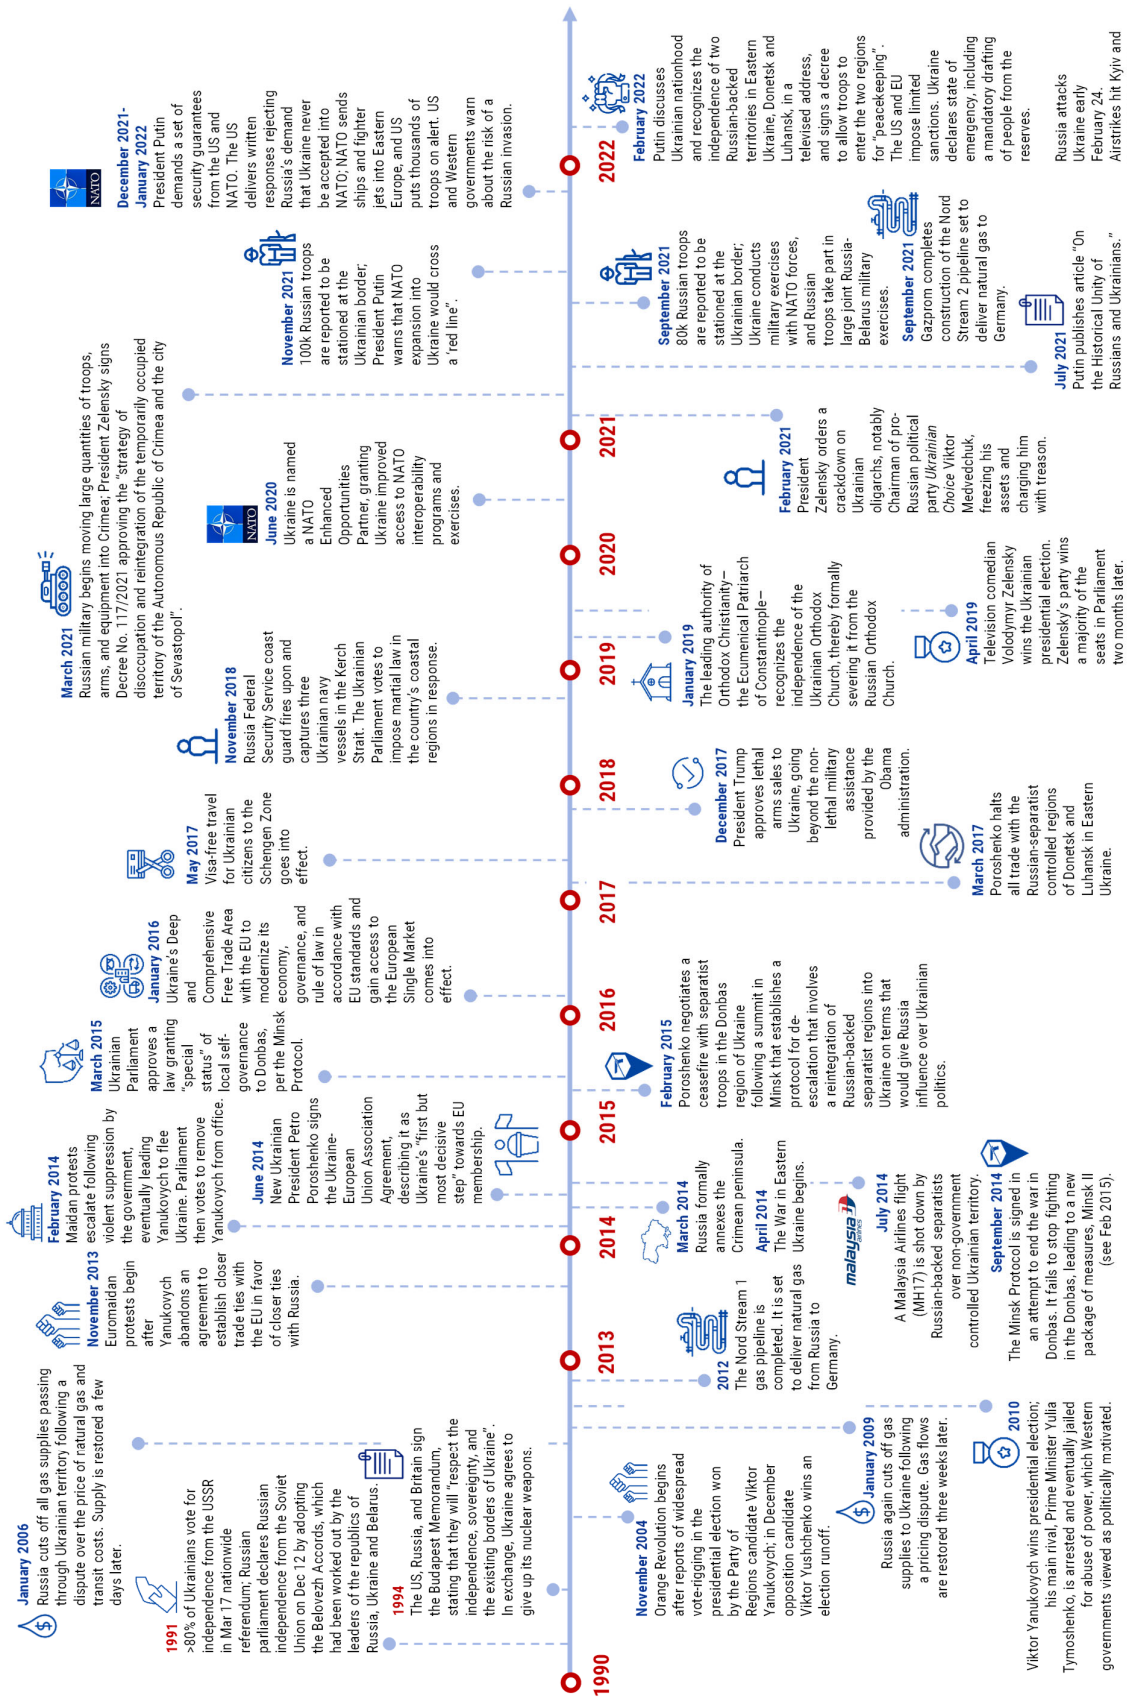 January 2006
Russia cuts off all gas supplies passing
through Ukrainian territory following a
dispute over the price of natural gas and
transit costs. Supply is restored a few
days later.
1991
>80% of Ukrainians vote for
independence from the USSR
in Mar 17 nationwide
referendum; Russian
parliament declares Russian
independence from the Soviet
Union on Dec 12 by adopting
the Belovezh Accords, which
had been worked out by the
leaders of the republics of
Russia, Ukraine and Belarus.
1994
The US, Russia, and Britain sign
the Budapest Memorandum,
stating that they will “respect the
independence, sovereignty, and
the existing borders of Ukraine”.
In exchange, Ukraine agrees to
give up its nuclear weapons.
November 2013
Euromaidan
protests begin
after
Yanukovych
abandons an
agreement to
establish closer
trade ties with
the EU in favor
of closer ties
with Russia.
February 2014
Maidan protests
escalate following
violent suppression by
the government,
eventually leading
Yanukovych to flee
Ukraine. Parliament
then votes to remove
Yanukovych from office.
June 2014
New Ukrainian
President Petro
Poroshenko signs
the Ukraine-
European
Union Association
Agreement,
describing it as
Ukraine's “first but
most decisive
step” towards EU
membership.
March 2015
Ukrainian
Parliament
approves a
law granting
“special
status” of
local self-
governance
to Donbas,
per the Minsk
Protocol.
January 2016
Ukraine's Deep
and
Comprehensive
Free Trade Area
with the EU to
modernize its
economy,
governance, and
rule of law in
accordance with
EU standards and
gain access to
the European
Single Market
comes into
effect.
May 2017
Visa-free travel
for Ukrainian
citizens to the
Schengen Zone
goes into
effect.
November 2018
Russia Federal
Security Service coast
guard fires upon and
captures three
Ukrainian navy
vessels in the Kerch
Strait. The Ukrainian
Parliament votes to
impose martial law in
the country's coastal
regions in response.
March 2021
Russian military begins moving large quantities of troops,
arms, and equipment into Crimea; President Zelensky signs
Decree No. 117/2021 approving the “strategy of
disoccupation and reintegration of the temporarily occupied
territory of the Autonomous Republic of Crimea and the city
of Sevastopol”.
NATO
June 2020
Ukraine is named
a NATO
Enhanced
Opportunities
Partner, granting
Ukraine improved
access to NATO
interoperability
programs and
exercises.
November 2021
100k Russian troops
are reported to be
stationed at the
Ukrainian border;
President Putin
warns that NATO
expansion into
Ukraine would cross
a ‘red line”.
NATO
December 2021-
January 2022
President Putin
demands a set of
security guarantees
from the US and
NATO. The US
delivers written
responses rejecting
Russia's demand
that Ukraine never
be accepted into
NATO; NATO sends
ships and fighter
jets into Eastern
Europe, and US
puts thousands of
troops on alert. US
and Western
governments warn
about the risk of a
Russian invasion.
1990
2013
2014
2015
2016
2017
2018
2019
2020
2021
2022
November 2004
Orange Revolution begins
after reports of widespread
vote-rigging in the
presidential election won
by the Party of
Regions candidate Viktor
Yanukovych; in December
opposition candidate
Viktor Yushchenko wins an
election runoff.
January 2009
Russia again cuts off gas
supplies to Ukraine following
a pricing dispute. Gas flows
are restored three weeks later.
2010
Viktor Yanukovych wins presidential election;
his main rival, Prime Minister Yulia
Tymoshenko, is arrested and eventually jailed
for abuse of power, which Western
governments viewed as politically motivated.
2012
The Nord Stream 1
gas pipeline is
completed. It is set
to deliver natural gas
from Russia to
Germany.
March 2014
Russia formally
annexes the
Crimean peninsula.
April 2014
The War in Eastern
Ukraine begins.
malaysia
airlines
July 2014
A Malaysia Airlines flight
(MH17) is shot down by
Russian-backed separatists
over non-government
controlled Ukrainian territory.
September 2014
The Minsk Protocol is signed in
an attempt to end the war in
Donbas. It fails to stop fighting
in the Donbas, leading to a new
package of measures, Minsk II
(see Feb 2015).
February 2015
Poroshenko negotiates a
ceasefire with separatist
troops in the Donbas
region of Ukraine
following a summit in
Minsk that establishes a
protocol for de-
escalation that involves
a reintegration of
Russian-backed
separatist regions into
Ukraine on terms that
would give Russia
influence over Ukrainian
politics.
March 2017
Poroshenko halts
all trade with the
Russian-separatist
controlled regions
of Donetsk and
Luhansk in Eastern
Ukraine.
December 2017
President Trump
approves lethal
arms sales to
Ukraine, going
beyond the non-
lethal military
assistance
provided by the
Obama
administration.
January 2019
The leading authority of
Orthodox Christianity—
the Ecumenical Patriarch
of Constantinople—
recognizes the
independence of the
Ukrainian Orthodox
Church, thereby formally
severing it from the
Russian Orthodox
Church.
April 2019
Television comedian
Volodymyr Zelensky
wins the Ukrainian
presidential election.
Zelensky's party wins
a majority of the
seats in Parliament
two months later.
February 2021
President
Zelensky orders a
crackdown on
Ukrainian
oligarchs, notably
Chairman of pro-
Russian political
party Ukrainian
Choice Viktor
Medvedchuk,
freezing his
assets and
charging him
with treason.
July 2021
Putin publishes article “On
the Historical Unity of
Russians and Ukrainians.”
September 2021
80k Russian troops
are reported to be
stationed at the
Ukrainian border;
Ukraine conducts
military exercises
with NATO forces,
and Russian
troops take part in
large joint Russia-
Belarus military
exercises.
September 2021
Gazprom completes
construction of the Nord
Stream 2 pipeline set to
deliver natural gas to
Germany.
February 2022
Putin discusses
Ukrainian nationhood
and recognizes the
independence of two
Russian-backed
territories in Eastern
Ukraine, Donetsk and
Luhansk, in a
televised address,
and signs a decree
to allow troops to
enter the two regions
for “peacekeeping”.
The US and EU
impose limited
sanctions. Ukraine
declares state of
emergency, including
a mandatory drafting
of people from the
reserves.
Russia attacks
Ukraine early
February 24.
Airstrikes hit Kyiv and